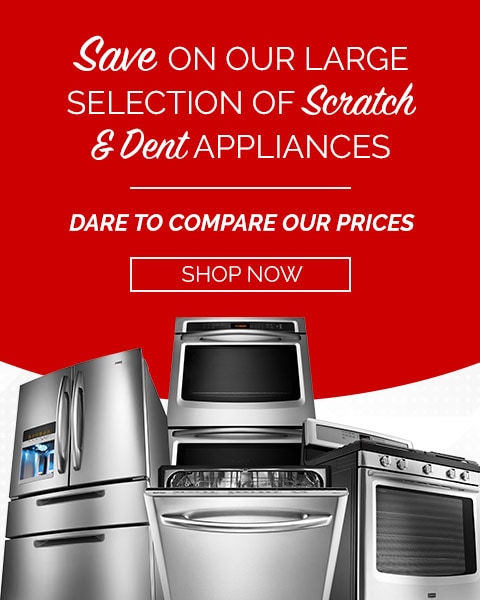 Save ON OUR LARGE
SELECTION OF Scratch
& Dent APPLIANCES
DARE TO COMPARE OUR PRICES
SHOP NOW